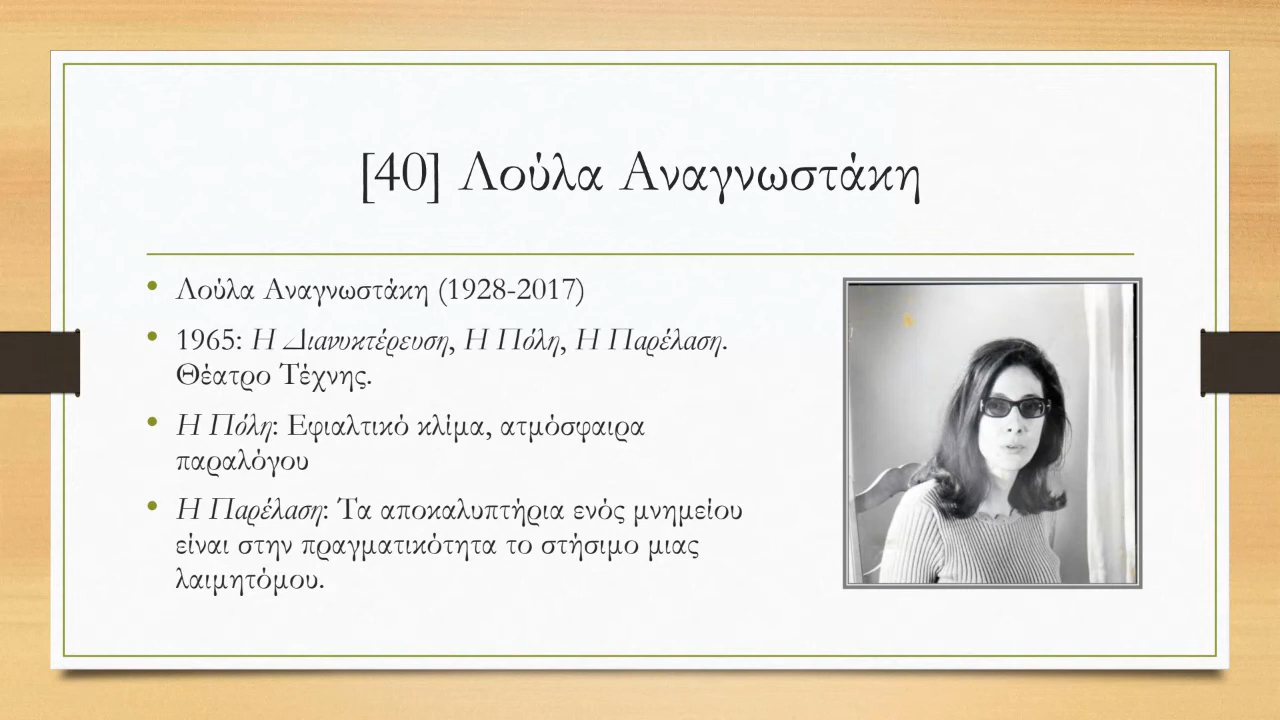 [40] Λούλα Αναγνωστάκη
• Λούλα Αναγνωστάκη (1928-2017)
• 1965: Η Διανυκτέρευση, Η Πόλη, Η Παρέλαση.
Θέατρο Τέχνης.
• Η Πόλη: Εφιαλτικό κλίμα, ατμόσφαιρα
παραλόγου
• Η Παρέλαση: Τα αποκαλυπτήρια ενός μνημείου
είναι στην πραγματικότητα το στήσιμο μιας
λαιμητόμου.